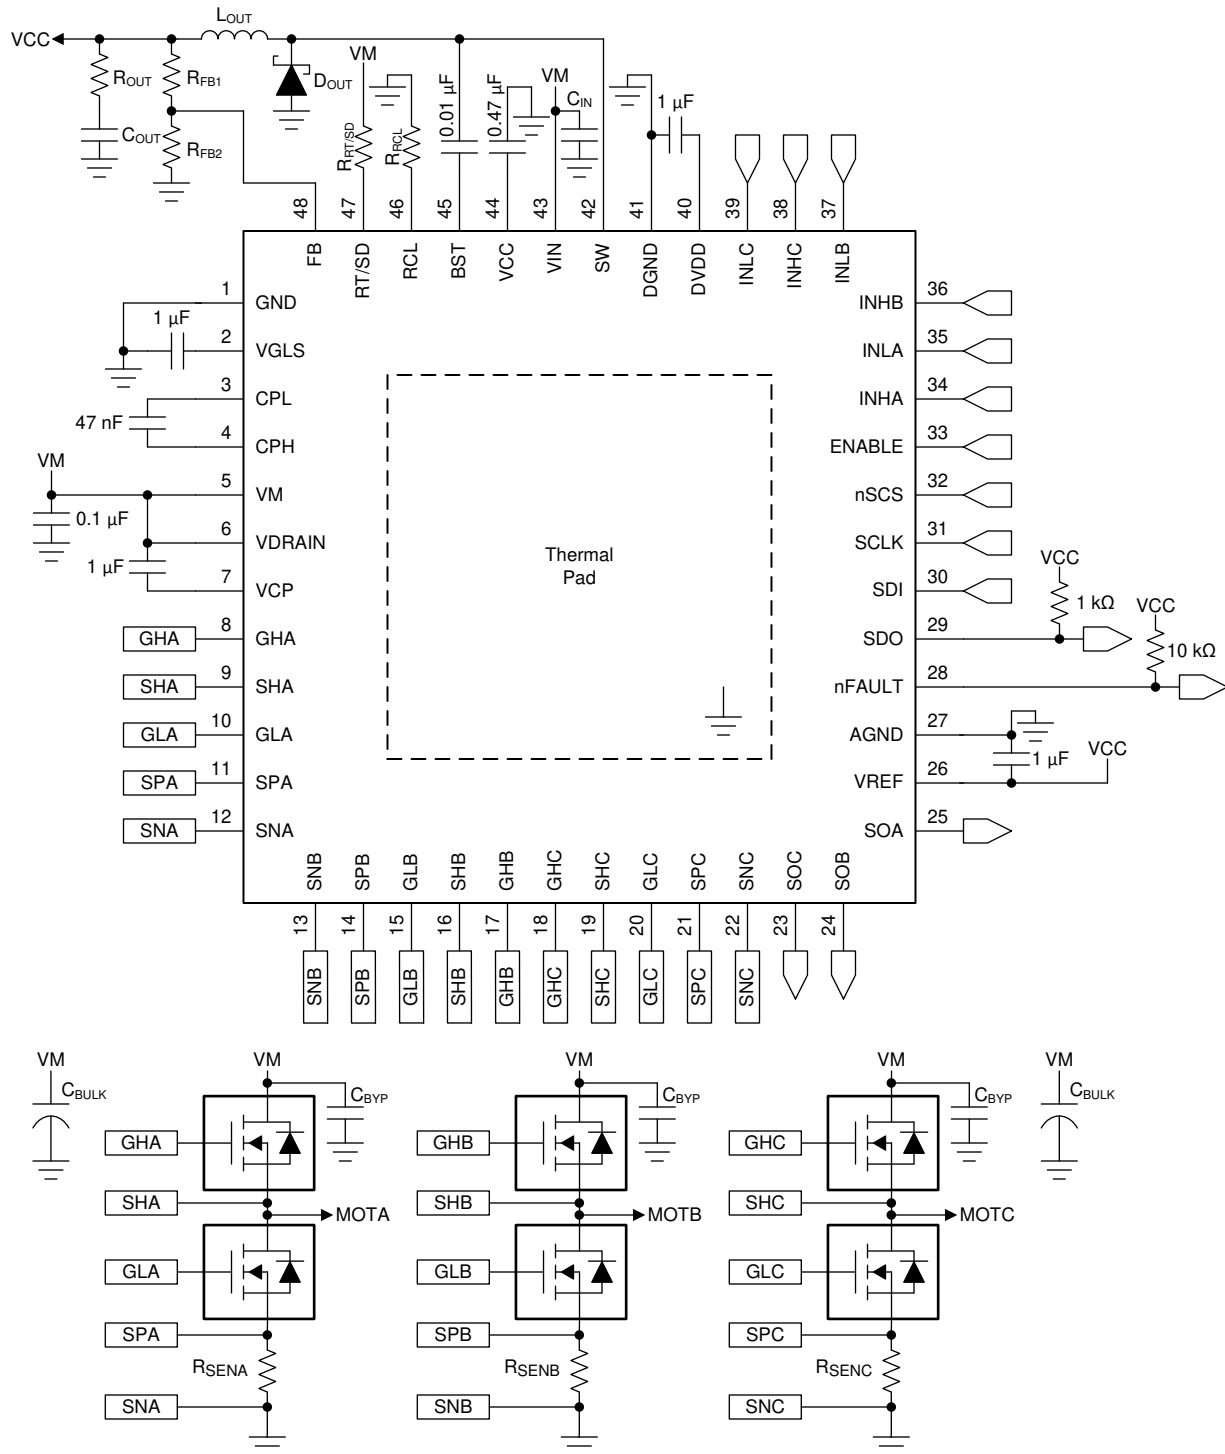 LOUT
VCC
ROUT
RFB1
DOUT
COUT
RFB2
VM
RRT/SD
RRCL
0.01 µF
0.47 µF
VM
CIN
1 µF
48 47 46 45 44 43 42 41 40 39 38 37
FB RT/SD RCL BST VCC VIN SW DGND DVDD INLC INHC INLB
1 GND
1 µF
2 VGLS
3 CPL
47 nF
4 CPH
VM
5 VM
0.1 µF
6 VDRAIN
1 µF
7 VCP
GHA 8 GHA
SHA 9 SHA
GLA 10 GLA
SPA 11 SPA
SNA 12 SNA
Thermal
Pad
INHB 36
INLA 35
INHA 34
ENABLE 33
nSCS 32
SCLK 31
SDI 30
VCC
1 kΩ
SDO 29
VCC
10 kΩ
nFAULT 28
AGND 27
1 µF
VCC
VREF 26
SOA 25
SNB SPB GLB SHB GHB GHC SHC GLC SPC SNC SOC SOB
13 14 15 16 17 18 19 20 21 22 23 24
SNB SPB GLB SHB GHB GHC SHC GLC SPC SNC
VM
CBULK
VM
CBYP
GHA
SHA
MOTA
GLA
SPA
RSENA
SNA
VM
CBYP
GHB
SHB
MOTB
GLB
SPB
RSENB
SNB
VM
CBYP
GHC
SHC
MOTC
GLC
SPC
RSENC
SNC
VM
CBULK